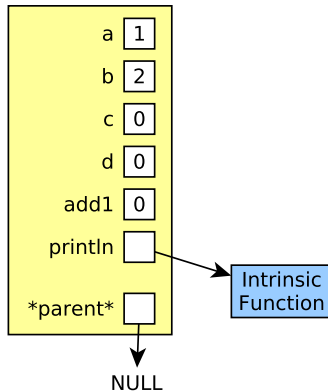 a 1
b 2
c 0
d 0
add1 0
println
Intrinsic
Function
*parent*
NULL